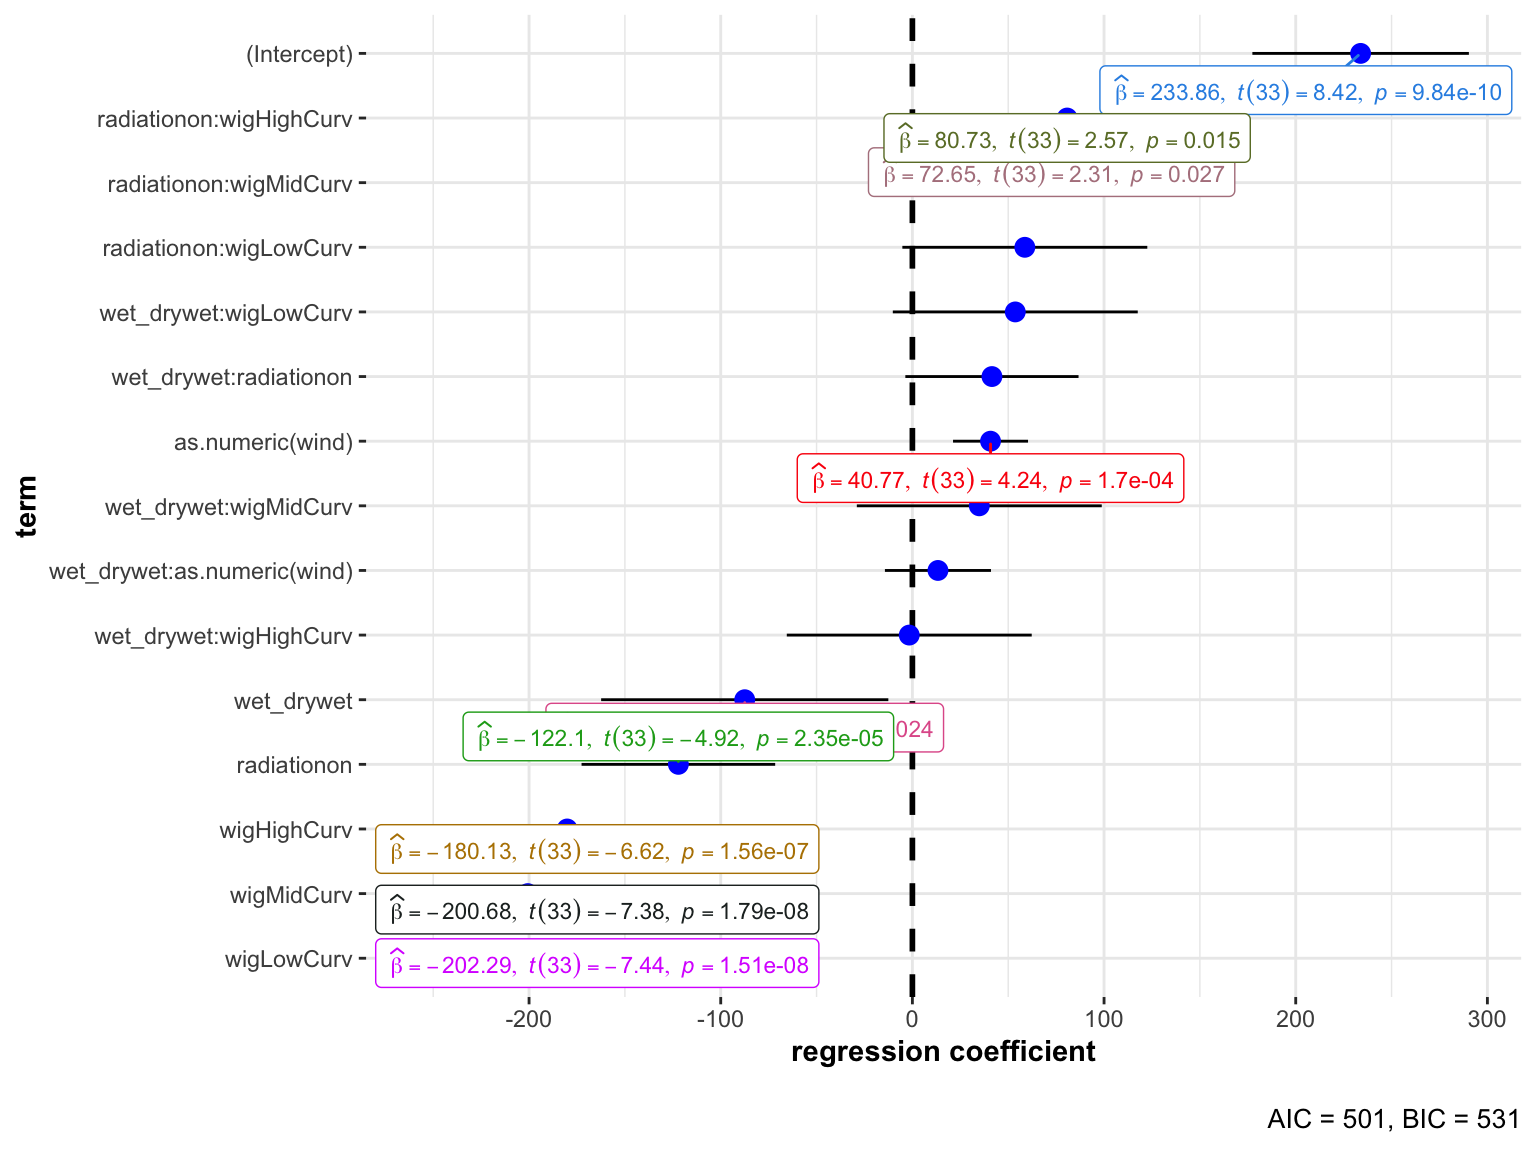 (Intercept)
β̂ = 233.86, t(33) = 8.42, p = 9.84e-10
radiationon:wigHighCurv
β̂ = 80.73, t(33) = 2.57, p = 0.015
radiationon:wigMidCurv
β = 72.65, t(33) = 2.31, p = 0.027
radiationon:wigLowCurv
wet_drywet:wigLowCurv
wet_drywet:radiationon
as.numeric(wind)
β̂ = 40.77, t(33) = 4.24, p = 1.7e-04
wet_drywet:wigMidCurv
wet_drywet:as.numeric(wind)
wet_drywet:wigHighCurv
wet_drywet
024
β̂ = −122.1, t(33) = −4.92, p = 2.35e-05
radiationon
wigHighCurv
β̂ = −180.13, t(33) = −6.62, p = 1.56e-07
wigMidCurv
β̂ = −200.68, t(33) = −7.38, p = 1.79e-08
wigLowCurv
β̂ = −202.29, t(33) = −7.44, p = 1.51e-08
term
-200 -100 0 100 200 300
regression coefficient
AIC = 501, BIC = 531